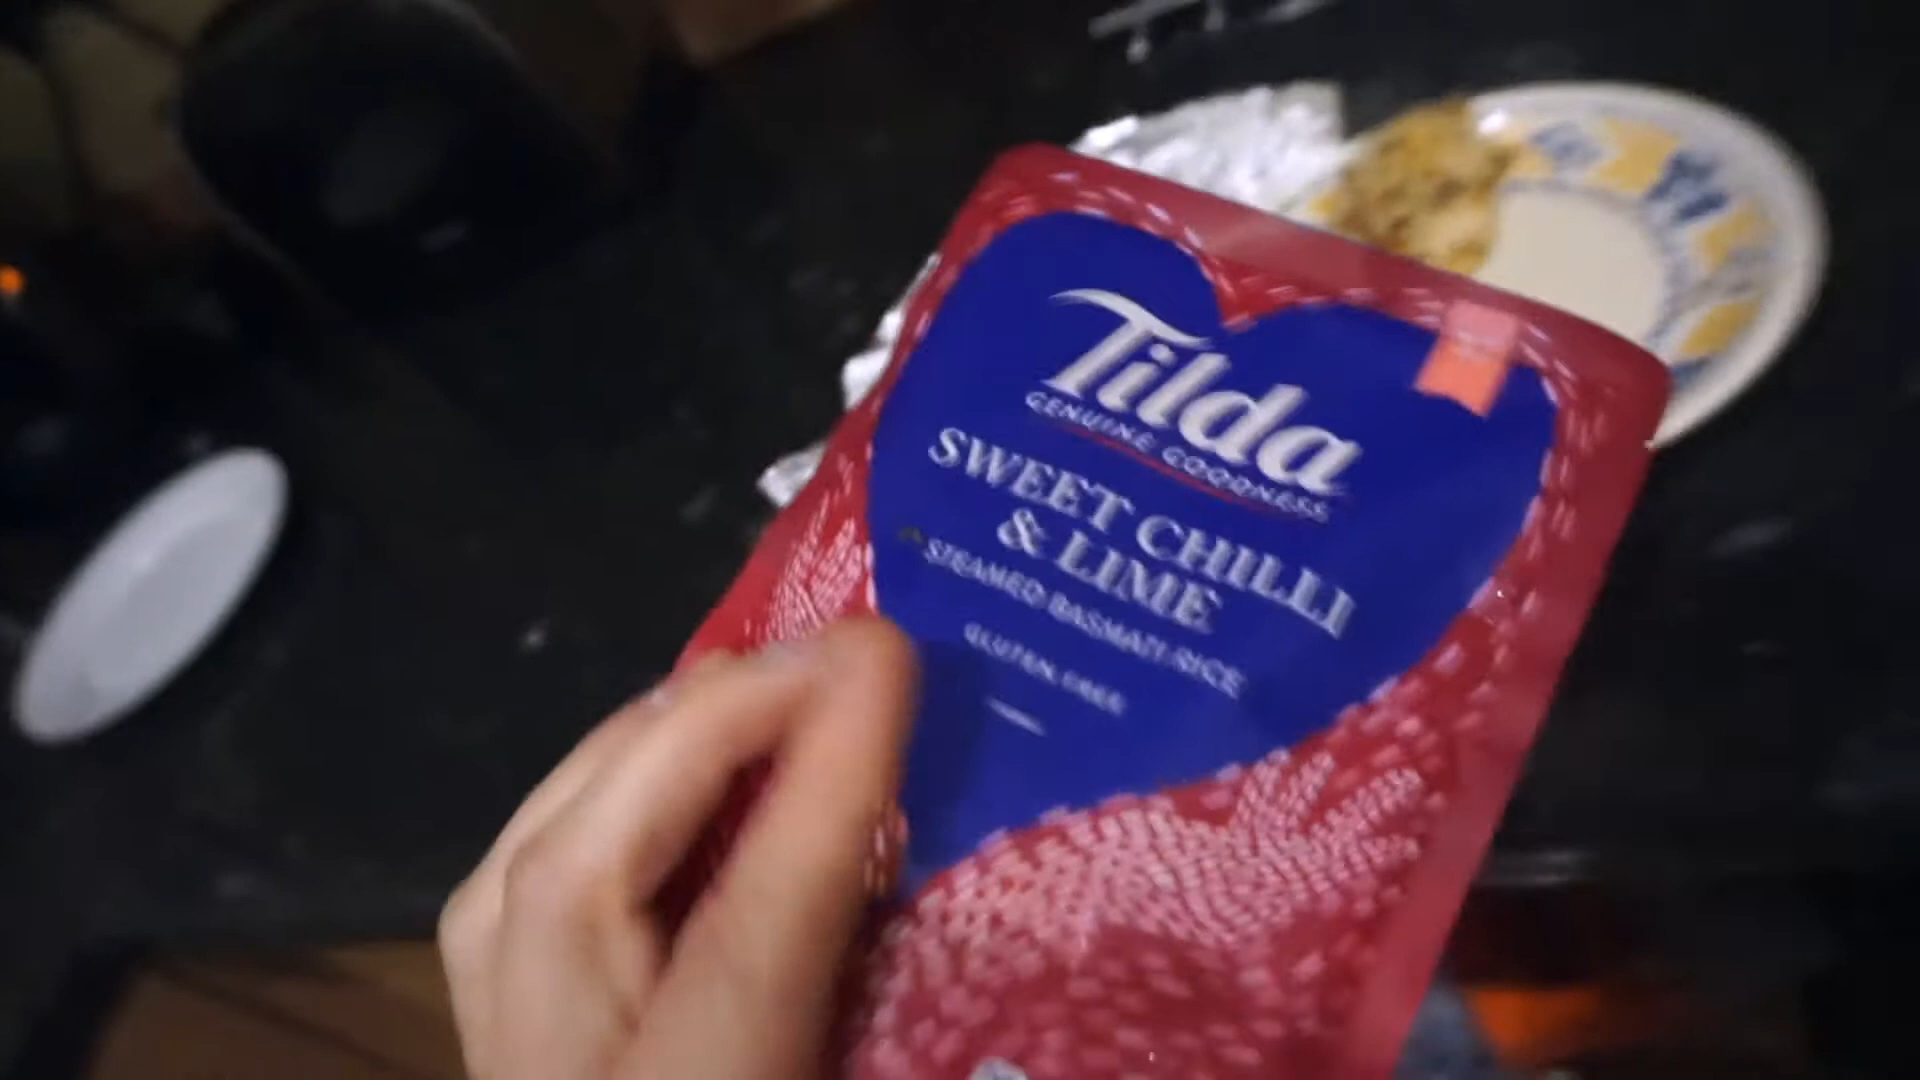 Tilda
GENUINE GOODNESS
SWEET CHILLI
& LIME
STEAMED BASMATI RICE
GLUTEN FREE